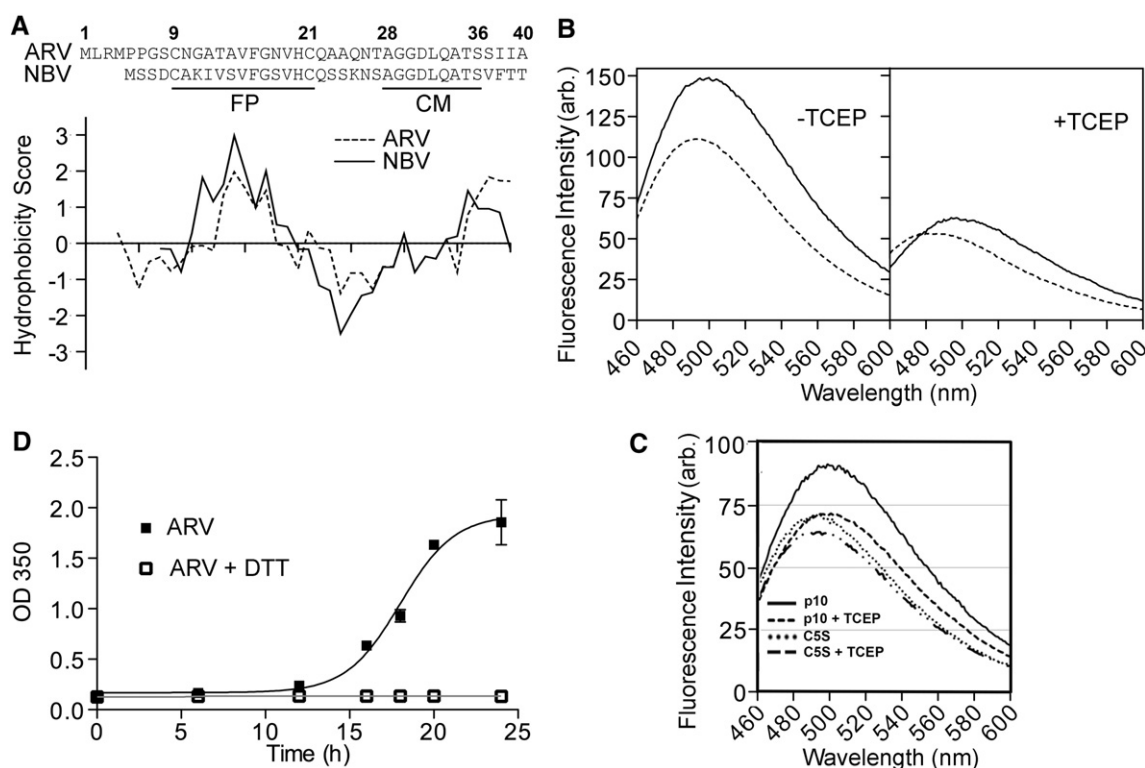 A
1 9 21 28 36 40
ARV MLRMPPGSCNGATAVFGNVHCQAAQNTAGGDLQATSSIIA
NBV MSSDCAKIVSVFGSVHCQSSKNSAGGDLQATSVFTT
FP CM
Hydrophobicity Score
3
2
1
0
-1
-2
-3
ARV
NBV
B
Fluorescence Intensity (arb.)
150
125
100
75
50
25
0
-TCEP
+TCEP
460 480 500 520 540 560 580 600 480 500 520 540 560 580 600
Wavelength (nm)
D
OD 350
2.5
2.0
1.5
1.0
0.5
0.0
ARV
ARV + DTT
0 5 10 15 20 25
Time (h)
C
Fluorescence Intensity (arb.)
100
75
50
25
0
p10
p10 + TCEP
C5S
C5S + TCEP
460 480 500 520 540 560 580 600
Wavelength (nm)